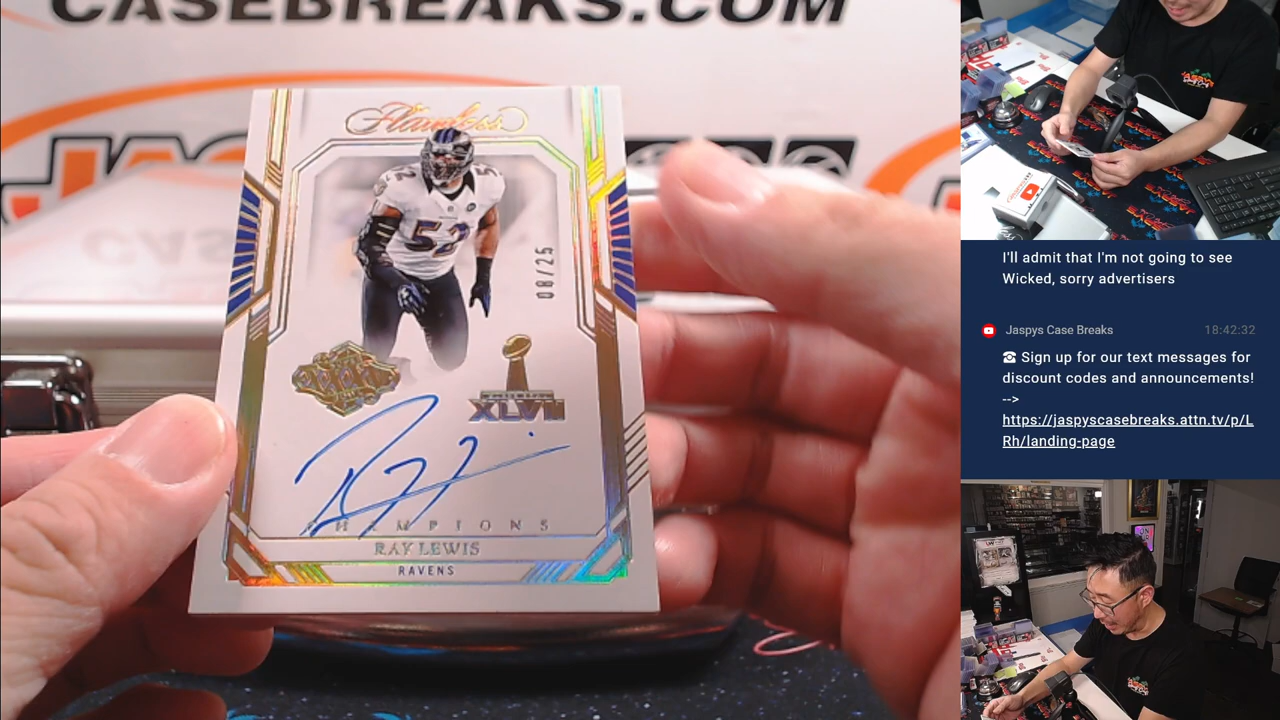 CASEBREAKS.COM
Flawless
52
08/25
XLVII
CHAMPIONS
RAY LEWIS
RAVENS
I'll admit that I'm not going to see
Wicked, sorry advertisers
Jaspys Case Breaks 18:42:32
☎ Sign up for our text messages for
discount codes and announcements!
-->
https://jaspyscasebreaks.attn.tv/p/L
Rh/landing-page